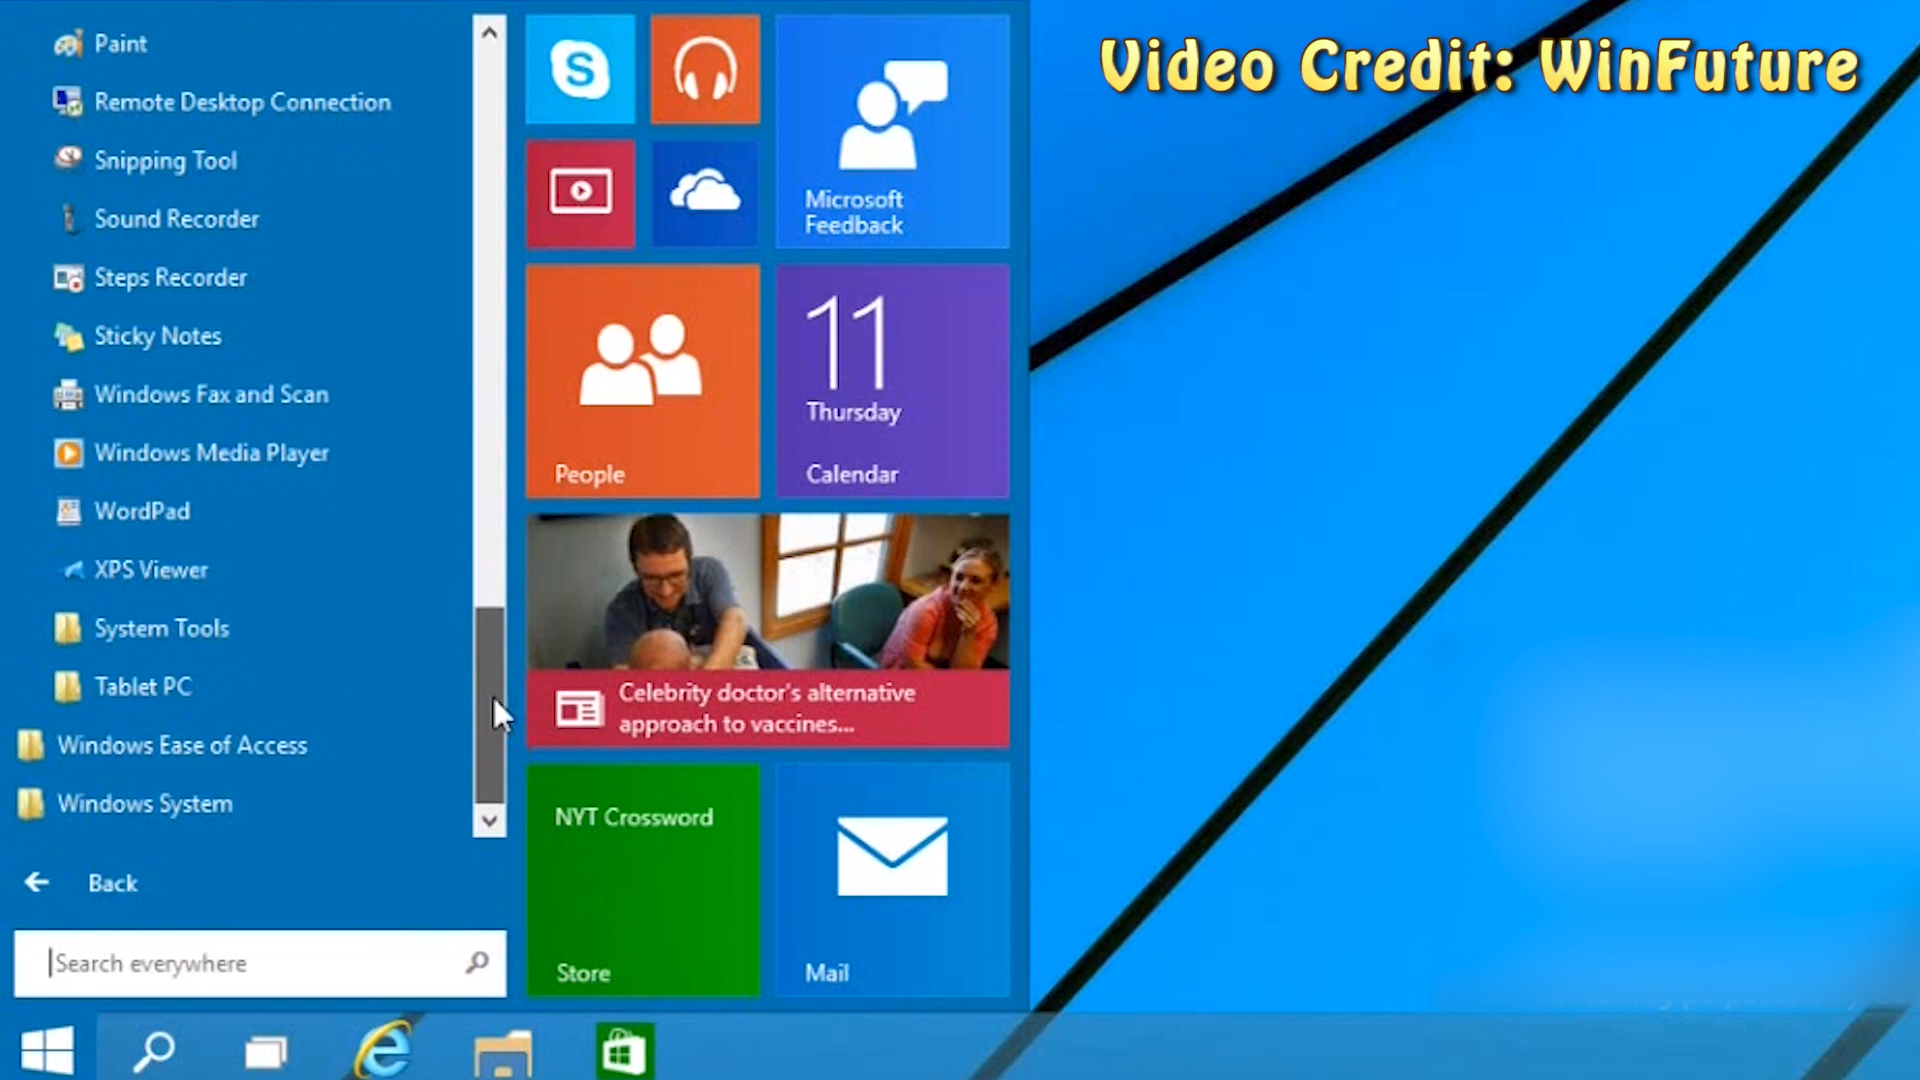 Paint
Remote Desktop Connection
Snipping Tool
Sound Recorder
Steps Recorder
Sticky Notes
Windows Fax and Scan
Windows Media Player
WordPad
XPS Viewer
System Tools
Tablet PC
Windows Ease of Access
Windows System
Back
Search everywhere
S
Microsoft
Feedback
People
11
Thursday
Calendar
Celebrity doctor's alternative
approach to vaccines...
NYT Crossword
Store
Mail
Video Credit: WinFuture